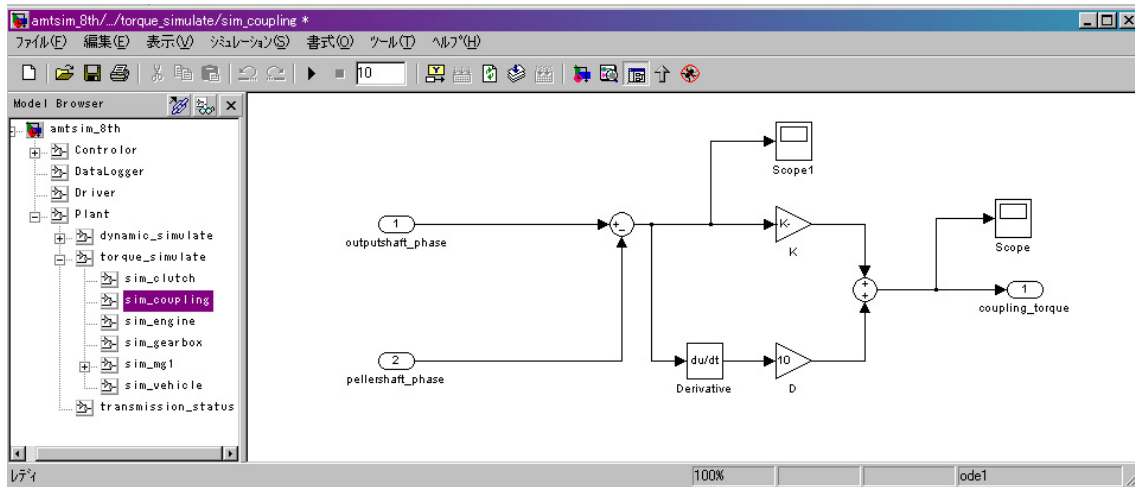 amtsim_8th/.../torque_simulate/sim_coupling *
ファイル(F) 編集(E) 表示(V) シミュレーション(S) 書式(O) ツール(T) ヘルプ(H)
10
Model Browser
amtsim_8th
Controlor
DataLogger
Driver
Plant
dynamic_simulate
torque_simulate
sim_clutch
sim_coupling
sim_engine
sim_gearbox
sim_mg1
sim_vehicle
transmission_status
Scope1
1
outputshaft_phase
+-
K-
K
Scope
+
+
1
coupling_torque
2
pellershaft_phase
du/dt
Derivative
10
D
レディ
100%
ode1